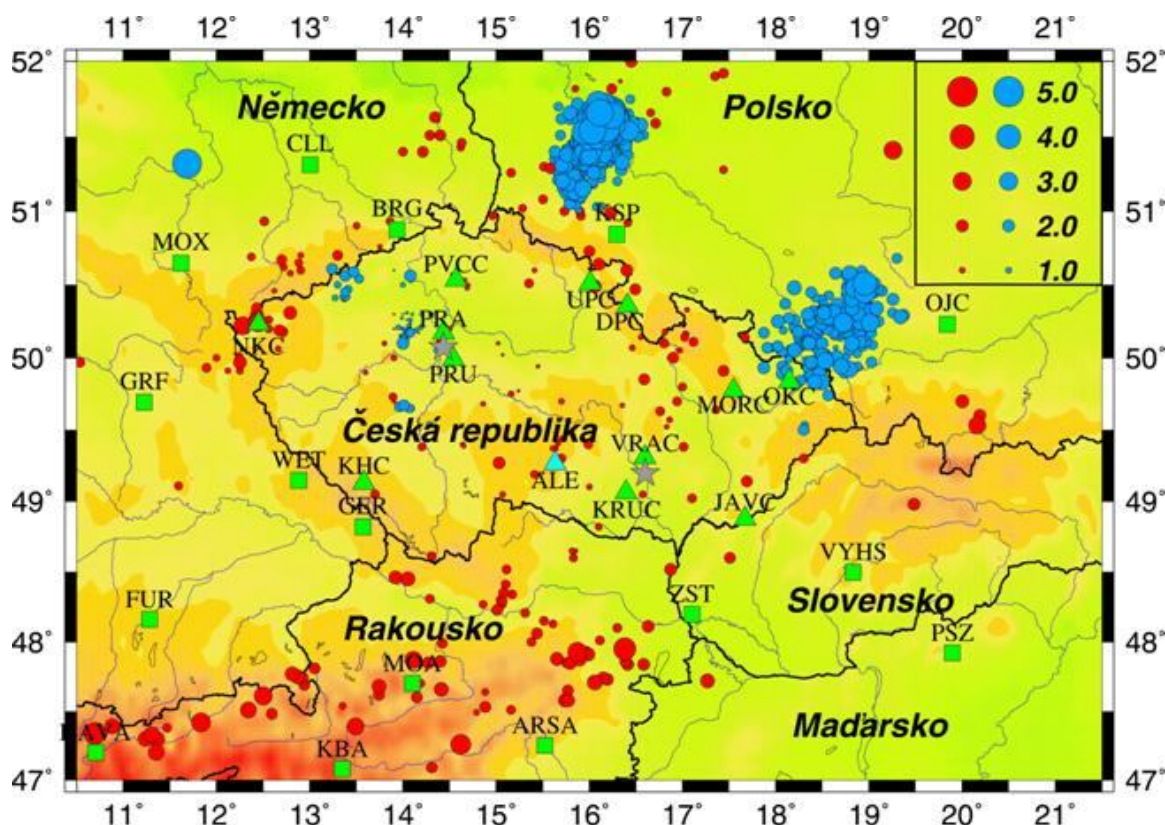 11˚ 12˚ 13˚ 14˚ 15˚ 16˚ 17˚ 18˚ 19˚ 20˚ 21˚
52˚ 52˚
Německo Polsko 5.0
CLL 4.0
3.0
51˚ 51˚
BRG KSP 2.0
MOX 1.0
PVCC
UPC OJC
DPC
PRA
NKC
50˚ 50˚
PRU
GRF OKC
MORC
Česká republika
VRAC
WET KHC ALE
49˚ 49˚
GER KRUC JAVC
VYHS
FUR ZST Slovensko
Rakousko PSZ
48˚ 48˚
MOA
Maďarsko
ARSA
KBA
47˚ 47˚
11˚ 12˚ 13˚ 14˚ 15˚ 16˚ 17˚ 18˚ 19˚ 20˚ 21˚